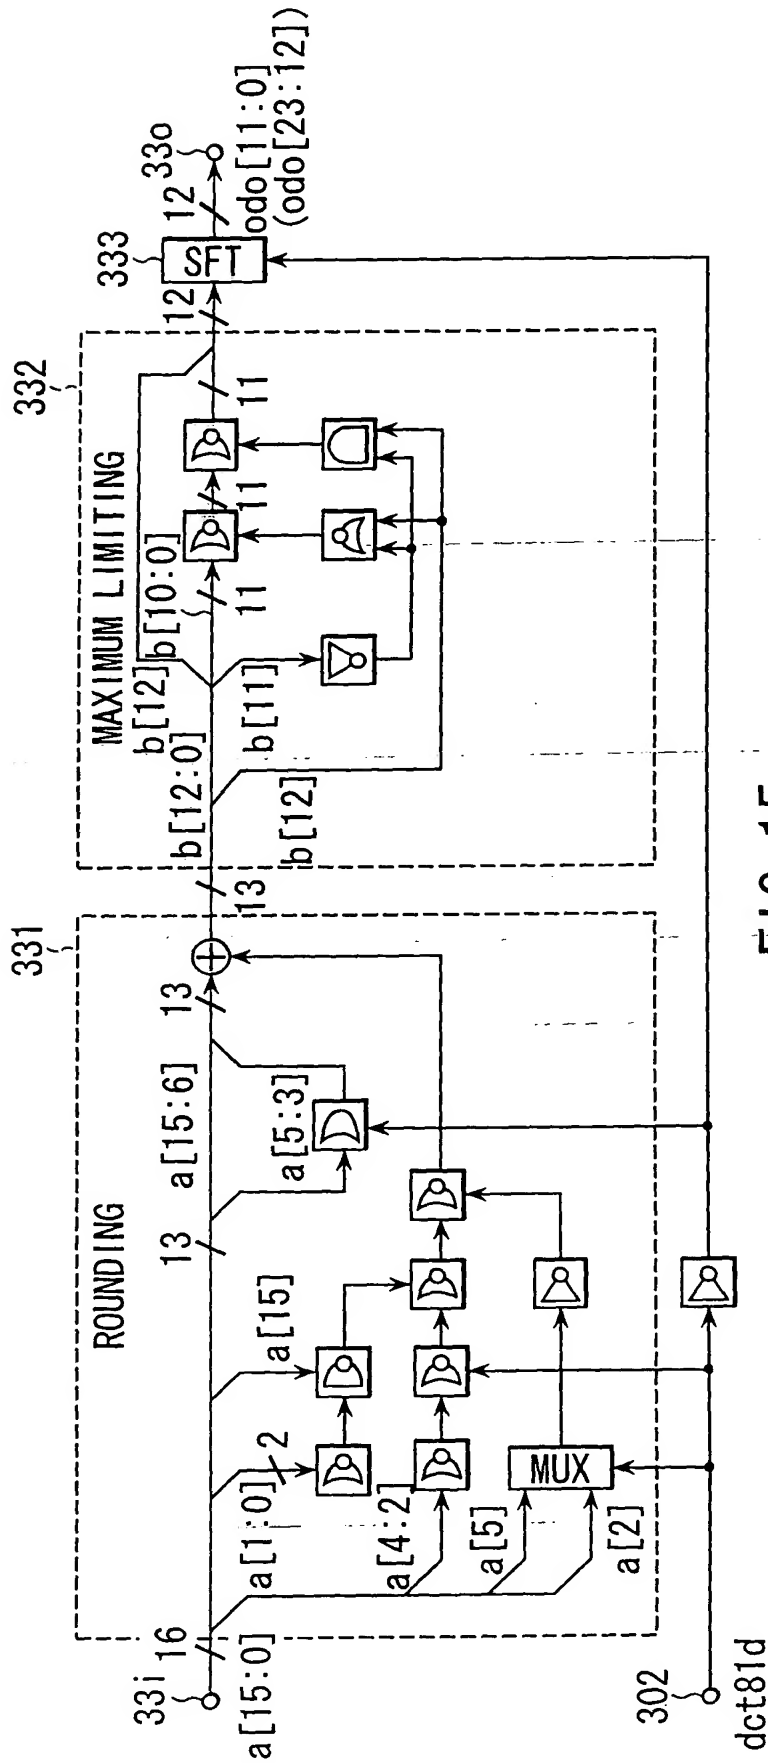 331
332
333
33o
ROUNDING
MAXIMUM LIMITING
33i
16
a[15:0]
13
a[15:6]
13
13
b[12:0]
b[12]
b[10:0]
11
11
11
12
SFT
12
odo[11:0]
(odo[23:12])
a[1:0]
2
a[15]
a[5:3]
b[12]
b[11]
a[4:2]
a[5]
a[2]
MUX
302
dct81d